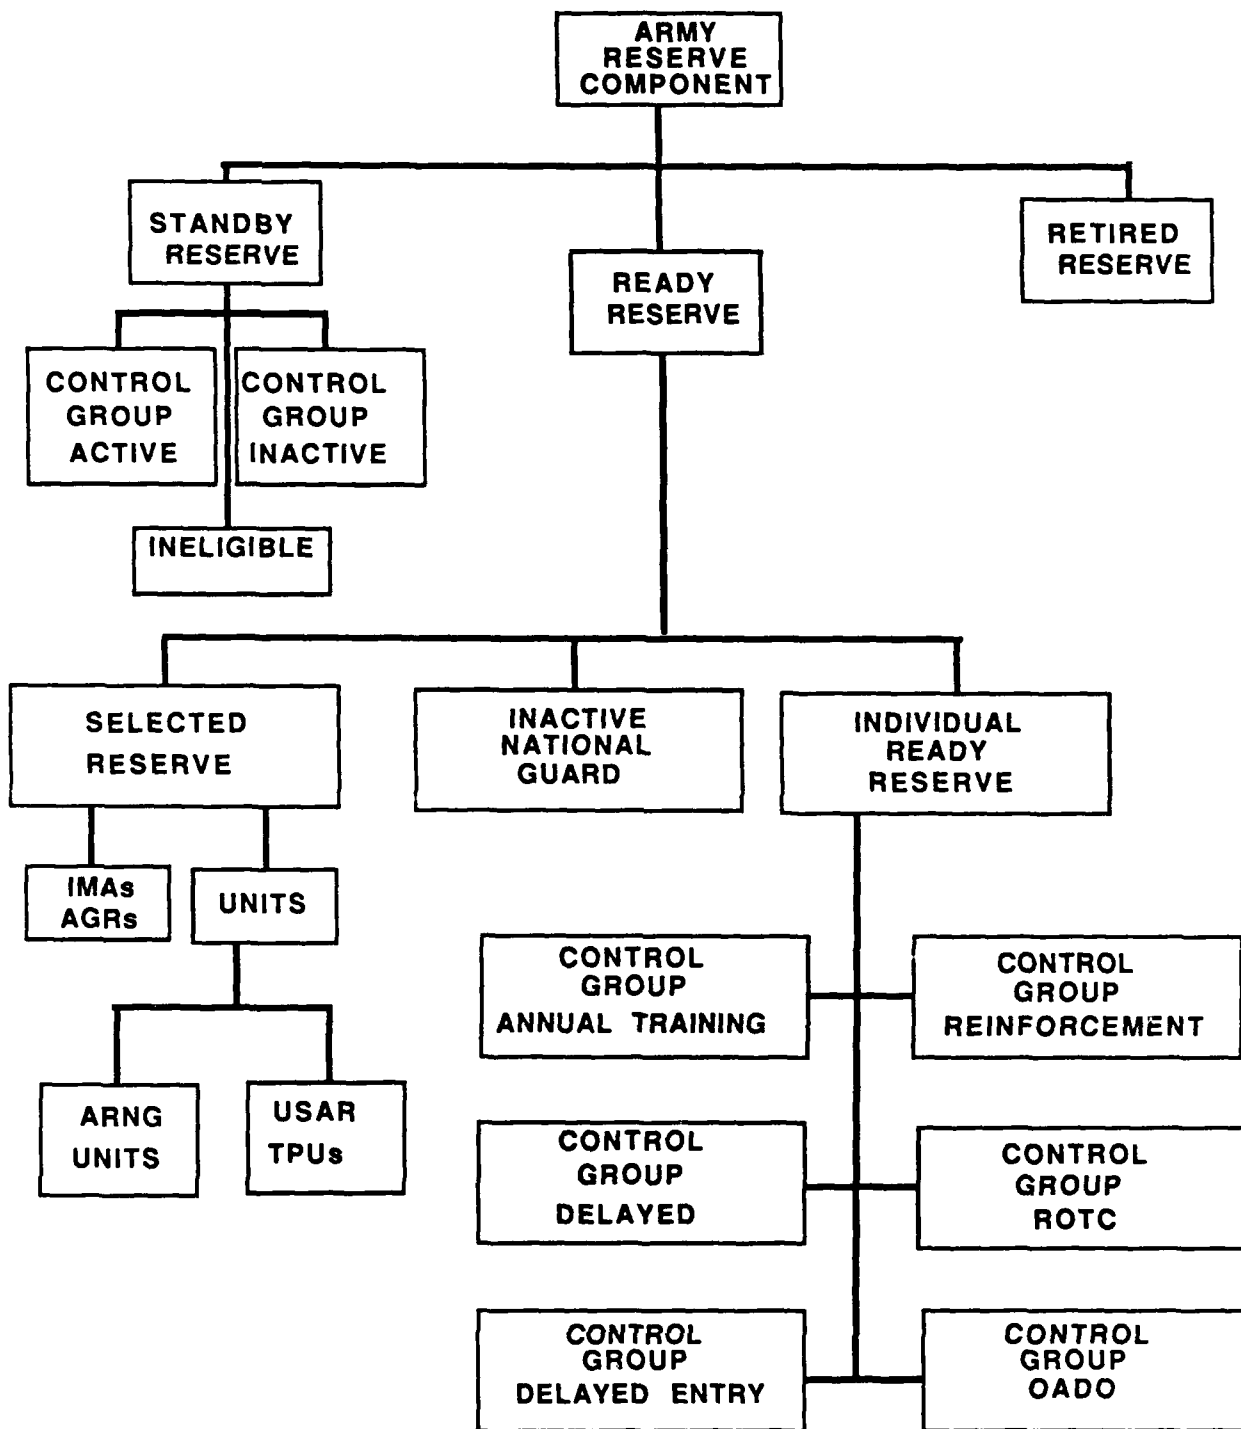 ARMY
RESERVE
COMPONENT
STANDBY
RESERVE
READY
RESERVE
RETIRED
RESERVE
CONTROL
GROUP
ACTIVE
CONTROL
GROUP
INACTIVE
INELIGIBLE
SELECTED
RESERVE
INACTIVE
NATIONAL
GUARD
INDIVIDUAL
READY
RESERVE
IMAs
AGRs
UNITS
ARNG
UNITS
USAR
TPUs
CONTROL
GROUP
ANNUAL TRAINING
CONTROL
GROUP
REINFORCEMENT
CONTROL
GROUP
DELAYED
CONTROL
GROUP
ROTC
CONTROL
GROUP
DELAYED ENTRY
CONTROL
GROUP
OADO